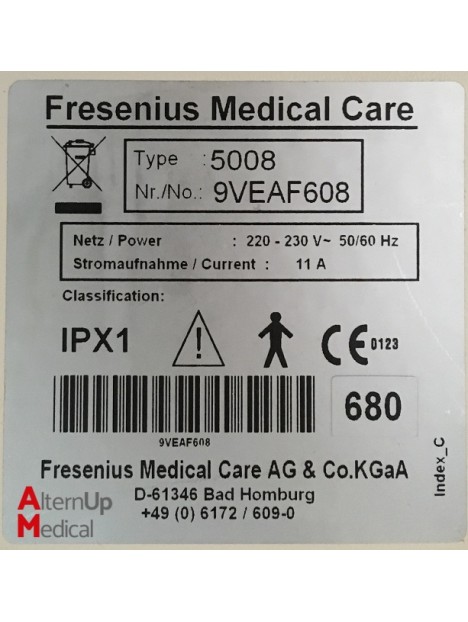 Fresenius Medical Care
Type : 5008
Nr./No.: 9VEAF608
Netz / Power : 220 - 230 V~ 50/60 Hz
Stromaufnahme / Current : 11 A
Classification:
IPX1
CE 0123
680
9VEAF608
Index_C
Fresenius Medical Care AG & Co.KGaA
D-61346 Bad Homburg
+49 (0) 6172 / 609-0
AlternUp
Medical